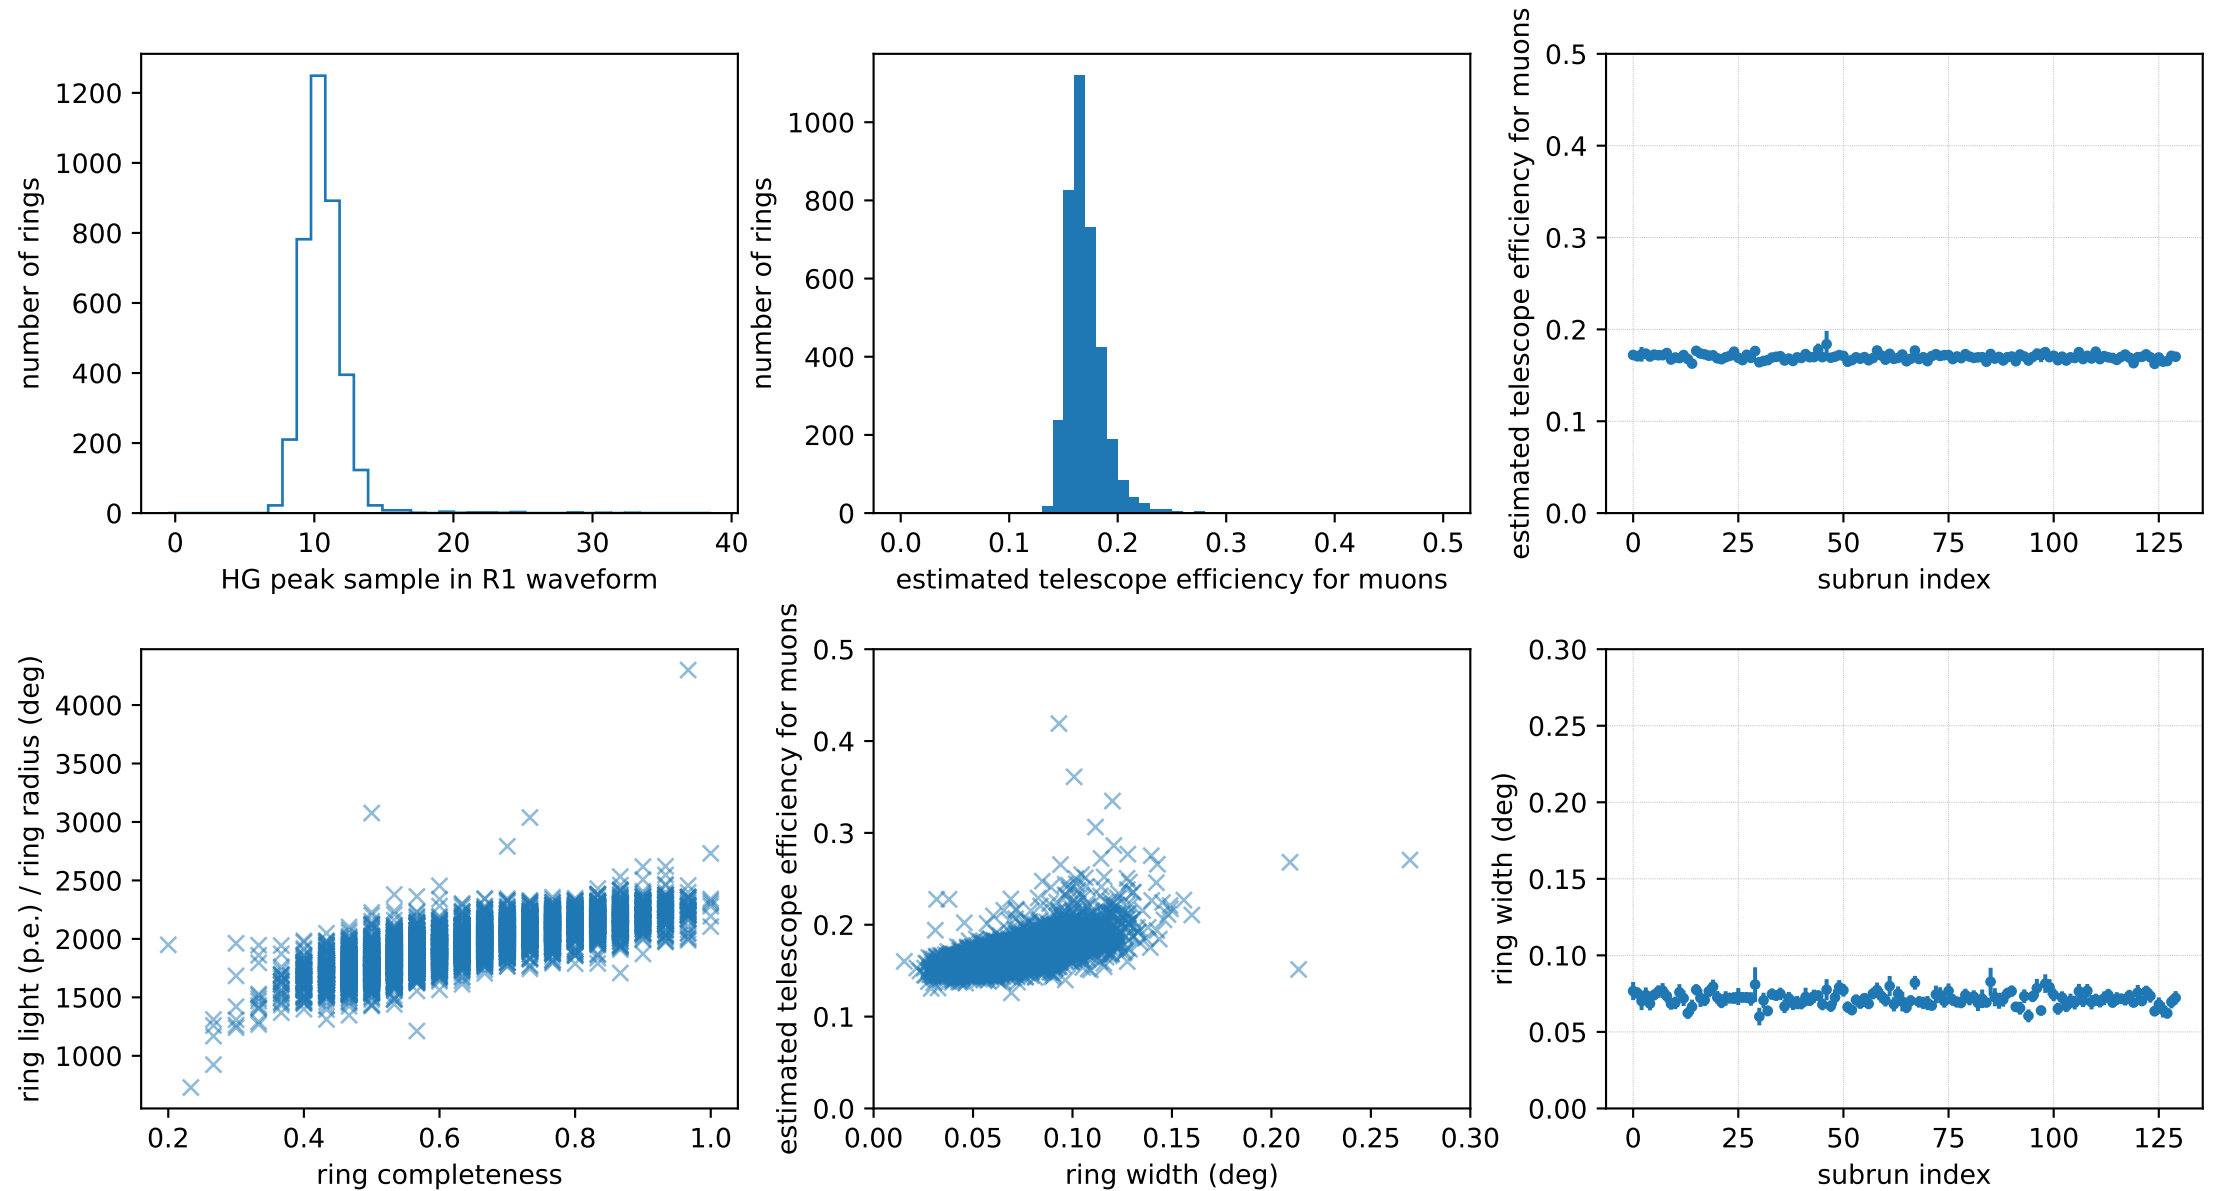 number of rings
1200
1000
800
600
400
200
0
0 10 20 30 40
HG peak sample in R1 waveform
number of rings
1000
800
600
400
200
0
0.0 0.1 0.2 0.3 0.4 0.5
estimated telescope efficiency for muons
estimated telescope efficiency for muons
0.5
0.4
0.3
0.2
0.1
0.0
0 25 50 75 100 125
subrun index
ring light (p.e.) / ring radius (deg)
4000
3500
3000
2500
2000
1500
1000
0.2 0.4 0.6 0.8 1.0
ring completeness
estimated telescope efficiency for muons
0.5
0.4
0.3
0.2
0.1
0.0
0.00 0.05 0.10 0.15 0.20 0.25 0.30
ring width (deg)
ring width (deg)
0.30
0.25
0.20
0.15
0.10
0.05
0.00
0 25 50 75 100 125
subrun index